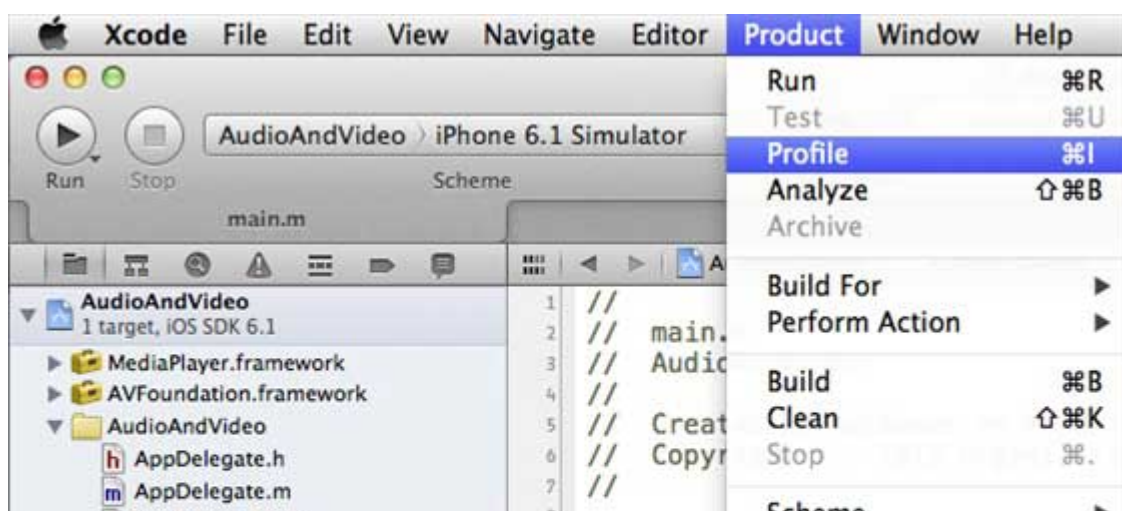 Xcode File Edit View Navigate Editor Product Window Help
Run ⌘R
Test ⌘U
Profile ⌘I
Analyze ⇧⌘B
Archive
Build For
Perform Action
Build ⌘B
Clean ⇧⌘K
Stop ⌘.
AudioAndVideo iPhone 6.1 Simulator
Run Stop Scheme
main.m
AudioAndVideo
1 target, iOS SDK 6.1
MediaPlayer.framework
AVFoundation.framework
AudioAndVideo
h AppDelegate.h
m AppDelegate.m
1 //
2 // main.
3 // Audio
4 //
5 // Creat
6 // Copyr
7 //